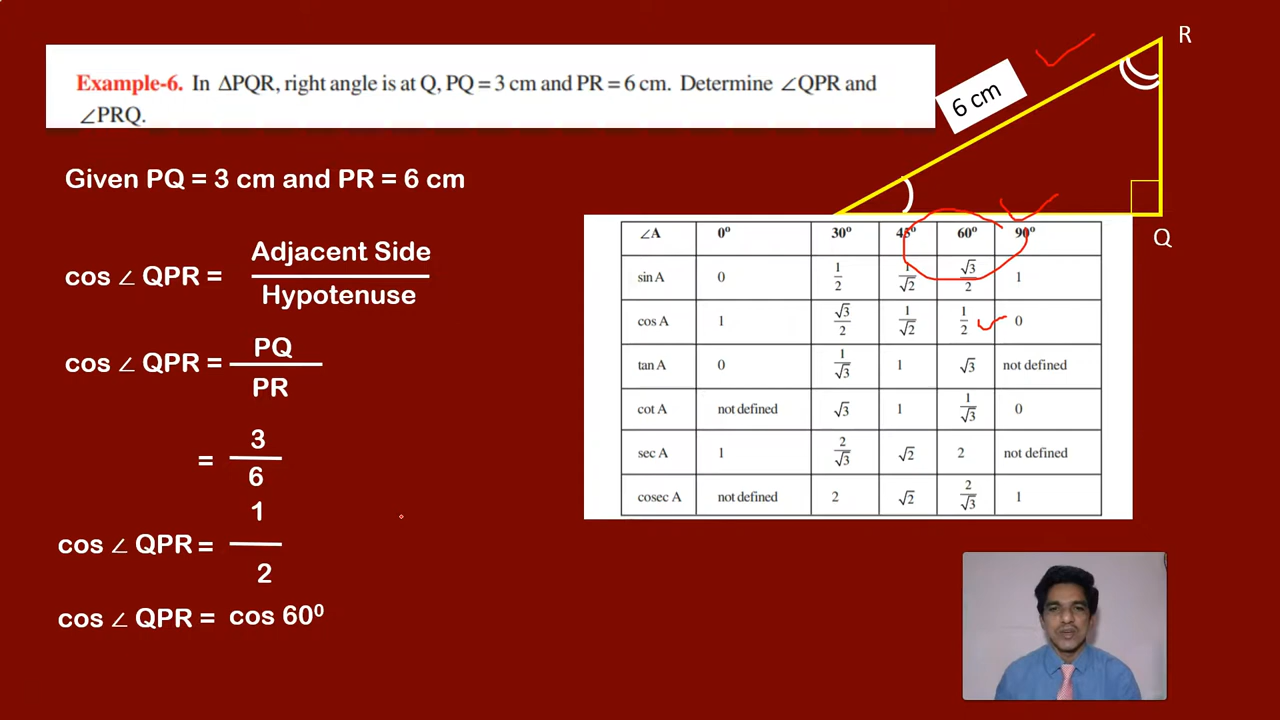 Example-6. In ΔPQR, right angle is at Q, PQ = 3 cm and PR = 6 cm. Determine ∠QPR and
∠PRQ.
R
6 cm
Q
Given PQ = 3 cm and PR = 6 cm
cos ∠ QPR = Adjacent Side
Hypotenuse
cos ∠ QPR = PQ
PR
= 3
6
cos ∠ QPR = 1
2
cos ∠ QPR = cos 60⁰
∠A 0° 30° 45° 60° 90°
sin A 0 1/2 1/√2 √3/2 1
cos A 1 √3/2 1/√2 1/2 0
tan A 0 1/√3 1 √3 not defined
cot A not defined √3 1 1/√3 0
sec A 1 2/√3 √2 2 not defined
cosec A not defined 2 √2 2/√3 1